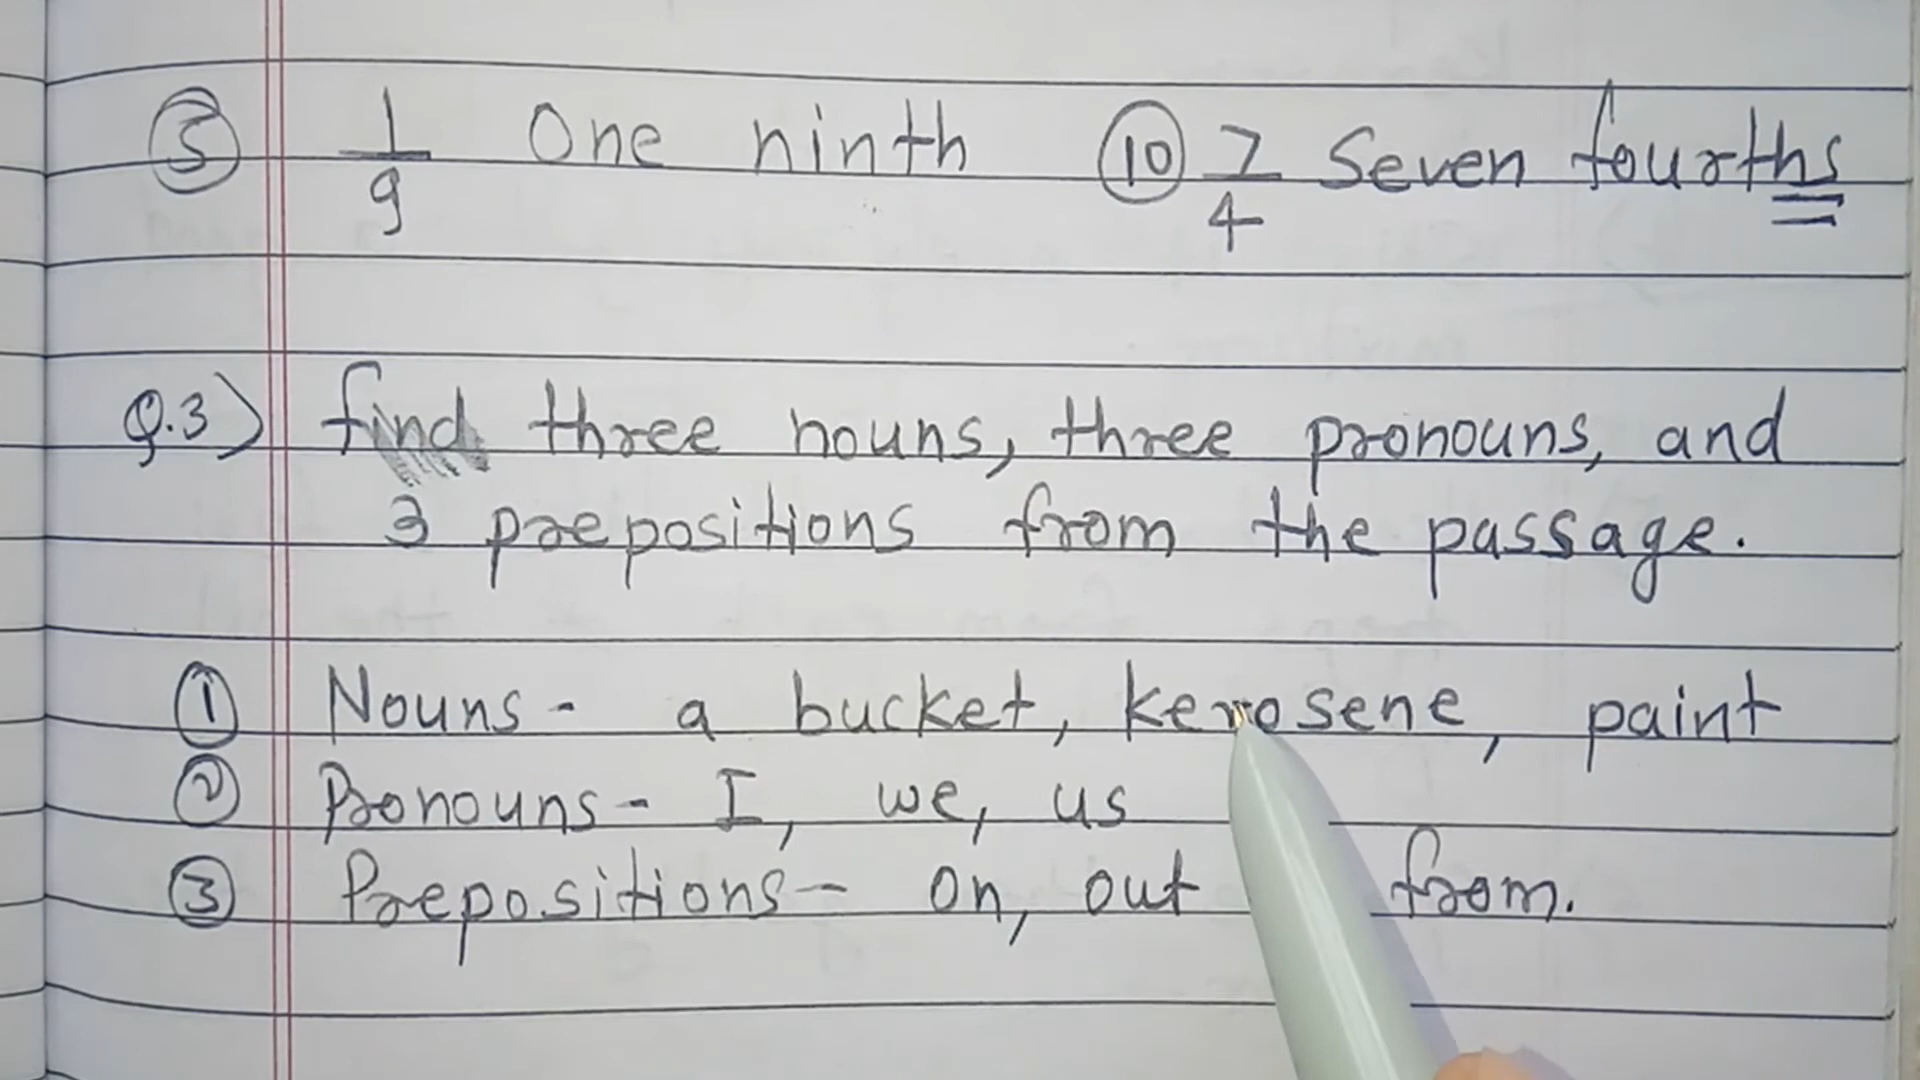 5 1/9 One ninth 10 7/4 Seven fourths
Q.3) find three nouns, three pronouns, and
3 prepositions from the passage.
1 Nouns - a bucket, kerosene, paint
2 Pronouns - I, we, us
3 Prepositions - on, out from.